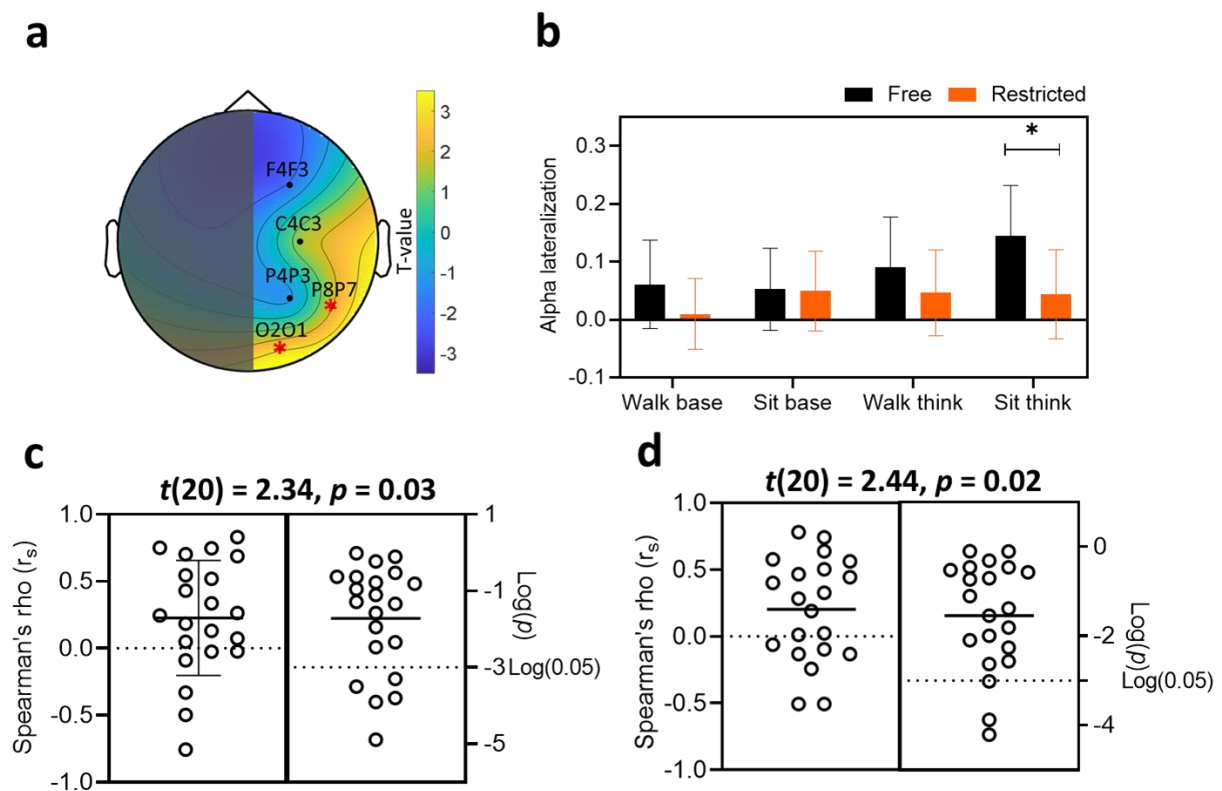 a
F4F3
C4C3
P4P3
P8P7
O2O1
3
2
1
0
-1
-2
-3
T-value
b
Free
Restricted
*
0.3
0.2
0.1
0.0
-0.1
Alpha lateralization
Walk base
Sit base
Walk think
Sit think
c
t(20) = 2.34, p = 0.03
Spearman's rho (rs)
1.0
0.5
0.0
-0.5
-1.0
1
-1
-3
-5
Log(p)
Log(0.05)
d
t(20) = 2.44, p = 0.02
Spearman's rho (rs)
1.0
0.5
0.0
-0.5
-1.0
0
-2
-4
Log(p)
Log(0.05)